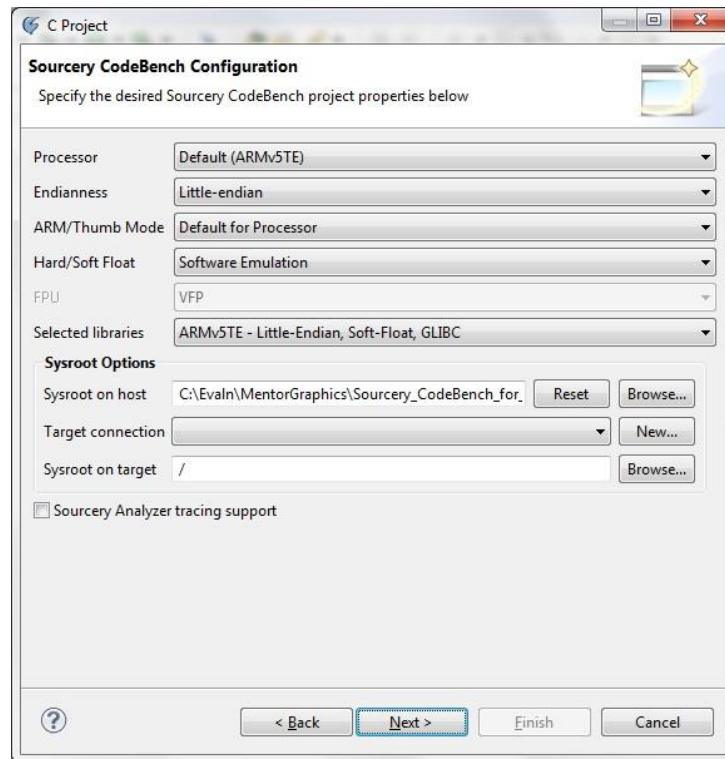 C Project
Sourcery CodeBench Configuration
Specify the desired Sourcery CodeBench project properties below
Processor Default (ARMv5TE)
Endianness Little-endian
ARM/Thumb Mode Default for Processor
Hard/Soft Float Software Emulation
FPU VFP
Selected libraries ARMv5TE - Little-Endian, Soft-Float, GLIBC
Sysroot Options
Sysroot on host C:\Evaln\MentorGraphics\Sourcery_CodeBench_for_ Reset Browse...
Target connection New...
Sysroot on target / Browse...
Sourcery Analyzer tracing support
? < Back Next > Finish Cancel